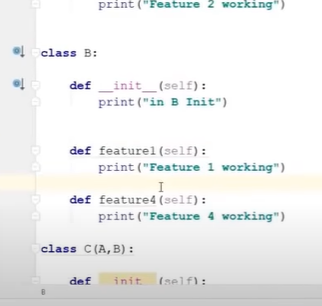 print("Feature 2 working")
class B:
def __init__(self):
print("in B Init")
def feature1(self):
print("Feature 1 working")
def feature4(self):
print("Feature 4 working")
class C(A,B):
def __init__(self):
B